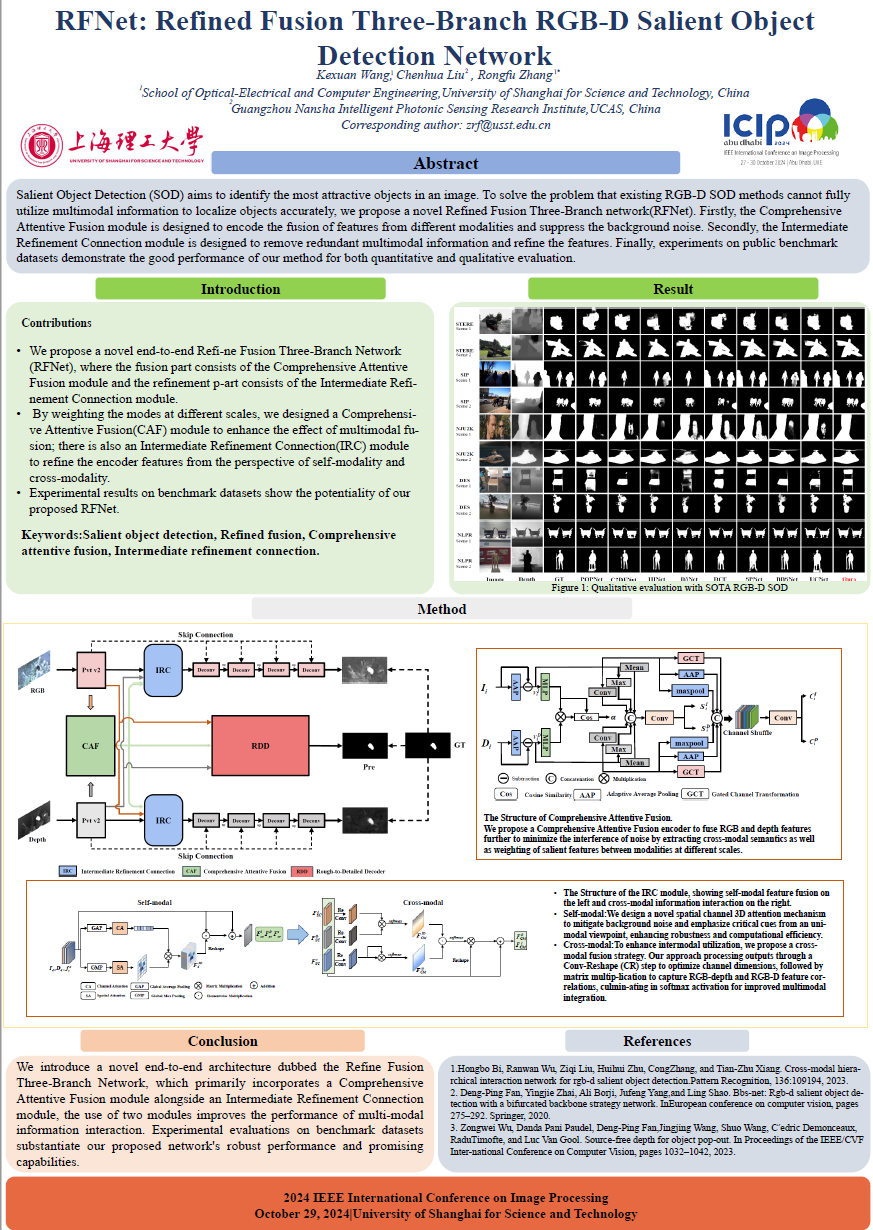 RFNet: Refined Fusion Three-Branch RGB-D Salient Object
Detection Network
Kexuan Wang,¹ Chenhua Liu² , Rongfu Zhang¹*
¹School of Optical-Electrical and Computer Engineering,University of Shanghai for Science and Technology, China
²Guangzhou Nansha Intelligent Photonic Sensing Research Institute,UCAS, China
Corresponding author: zrf@usst.edu.cn
上海理工大学
UNIVERSITY OF SHANGHAI FOR SCIENCE AND TECHNOLOGY
ICIP
abu dhabi 2024
IEEE International Conference on Image Processing
27 - 30 October 2024 | Abu Dhabi, UAE
Abstract
Salient Object Detection (SOD) aims to identify the most attractive objects in an image. To solve the problem that existing RGB-D SOD methods cannot fully
utilize multimodal information to localize objects accurately, we propose a novel Refined Fusion Three-Branch network(RFNet). Firstly, the Comprehensive
Attentive Fusion module is designed to encode the fusion of features from different modalities and suppress the background noise. Secondly, the Intermediate
Refinement Connection module is designed to remove redundant multimodal information and refine the features. Finally, experiments on public benchmark
datasets demonstrate the good performance of our method for both quantitative and qualitative evaluation.
Introduction
Contributions
• We propose a novel end-to-end Refi-ne Fusion Three-Branch Network
(RFNet), where the fusion part consists of the Comprehensive Attentive
Fusion module and the refinement p-art consists of the Intermediate Refi-
nement Connection module.
• By weighting the modes at different scales, we designed a Comprehensi-
ve Attentive Fusion(CAF) module to enhance the effect of multimodal fu-
sion; there is also an Intermediate Refinement Connection(IRC) module
to refine the encoder features from the perspective of self-modality and
cross-modality.
• Experimental results on benchmark datasets show the potentiality of our
proposed RFNet.
Keywords:Salient object detection, Refined fusion, Comprehensive
attentive fusion, Intermediate refinement connection.
Result
STERE
Scene 1
STERE
Scene 2
SIP
Scene 1
SIP
Scene 2
NJU2K
Scene 1
NJU2K
Scene 2
DES
Scene 1
DES
Scene 2
NLPR
Scene 1
NLPR
Scene 2
Image Depth GT POPNet C2DFNet HINet DCF SPNet BBSNet UCNet Ours
Figure 1: Qualitative evaluation with SOTA RGB-D SOD
Method
Skip Connection
RGB
Pvt v2
IRC
Deconv Deconv Deconv Deconv
CAF
RDD
Pre
GT
Depth
Pvt v2
IRC
Deconv Deconv Deconv Deconv
Skip Connection
IRC Intermediate Refinement Connection CAF Comprehensive Attentive Fusion RDD Rough-to-Detailed Decoder
GCT
Mean
AAP
Max
maxpool
Conv
AAP
MLP
Cos
α
Conv
Channel Shuffle
Conv
AAP
MLP
Conv
maxpool
Max
AAP
Mean
GCT
Subtraction Concatenation Multiplication
Cos Cosine Similarity AAP Adaptive Average Pooling GCT Gated Channel Transformation
The Structure of Comprehensive Attentive Fusion.
We propose a Comprehensive Attentive Fusion encoder to fuse RGB and depth features
further to minimize the interference of noise by extracting cross-modal semantics as well
as weighting of salient features between modalities at different scales.
Self-modal
GAP CA
GMP SA
Reshape
CA Channel Attention GAP Global Average Pooling Matrix Multiplication Addition
SA Spatial Attention GMP Global Max Pooling Elementwise Multiplication
Cross-modal
Re
Conv
softmax
Re
Conv
softmax
Re
Conv
softmax
Reshape
• The Structure of the IRC module, showing self-modal feature fusion on
the left and cross-modal information interaction on the right.
• Self-modal:We design a novel spatial channel 3D attention mechanism
to mitigate background noise and emphasize critical cues from an uni-
modal viewpoint, enhancing robustness and computational efficiency.
• Cross-modal:To enhance intermodal utilization, we propose a cross-
modal fusion strategy. Our approach processing outputs through a
Conv-Reshape (CR) step to optimize channel dimensions, followed by
matrix multip-lication to capture RGB-depth and RGB-D feature cor-
relations, culmin-ating in softmax activation for improved multimodal
integration.
Conclusion
We introduce a novel end-to-end architecture dubbed the Refine Fusion
Three-Branch Network, which primarily incorporates a Comprehensive
Attentive Fusion module alongside an Intermediate Refinement Connection
module, the use of two modules improves the performance of multi-modal
information interaction. Experimental evaluations on benchmark datasets
substantiate our proposed network's robust performance and promising
capabilities.
References
1.Hongbo Bi, Ranwan Wu, Ziqi Liu, Huihui Zhu, CongZhang, and Tian-Zhu Xiang. Cross-modal hiera-
rchical interaction network for rgb-d salient object detection.Pattern Recognition, 136:109194, 2023.
2. Deng-Ping Fan, Yingjie Zhai, Ali Borji, Jufeng Yang,and Ling Shao. Bbs-net: Rgb-d salient object de-
tection with a bifurcated backbone strategy network. InEuropean conference on computer vision, pages
275–292. Springer, 2020.
3. Zongwei Wu, Danda Pani Paudel, Deng-Ping Fan,Jingjing Wang, Shuo Wang, C´edric Demonceaux,
RaduTimofte, and Luc Van Gool. Source-free depth for object pop-out. In Proceedings of the IEEE/CVF
Inter-national Conference on Computer Vision, pages 1032–1042, 2023.
2024 IEEE International Conference on Image Processing
October 29, 2024|University of Shanghai for Science and Technology